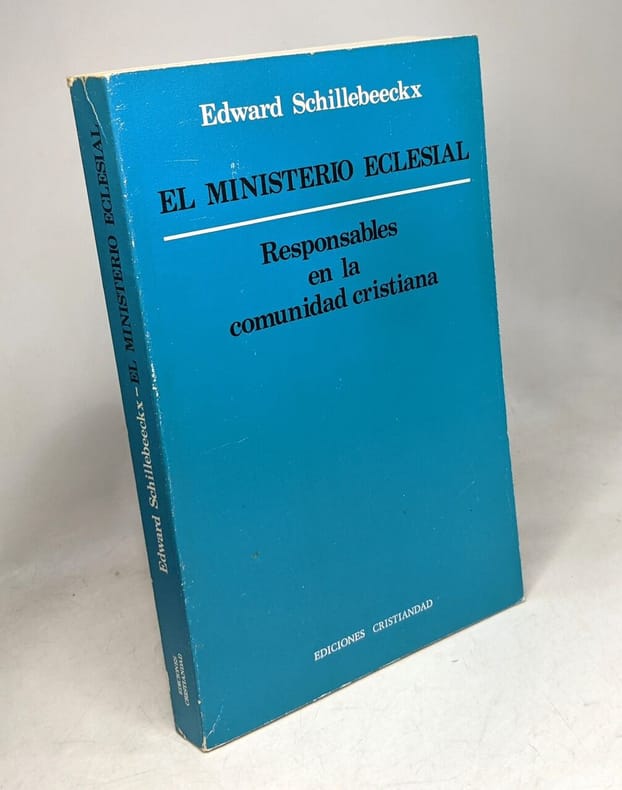 Edward Schillebeeckx
EL MINISTERIO ECLESIAL
Responsables
en la
comunidad cristiana
EDICIONES CRISTIANDAD
Edward Schillebeeckx – EL MINISTERIO ECLESIAL
EDICIONES
CRISTIANDAD